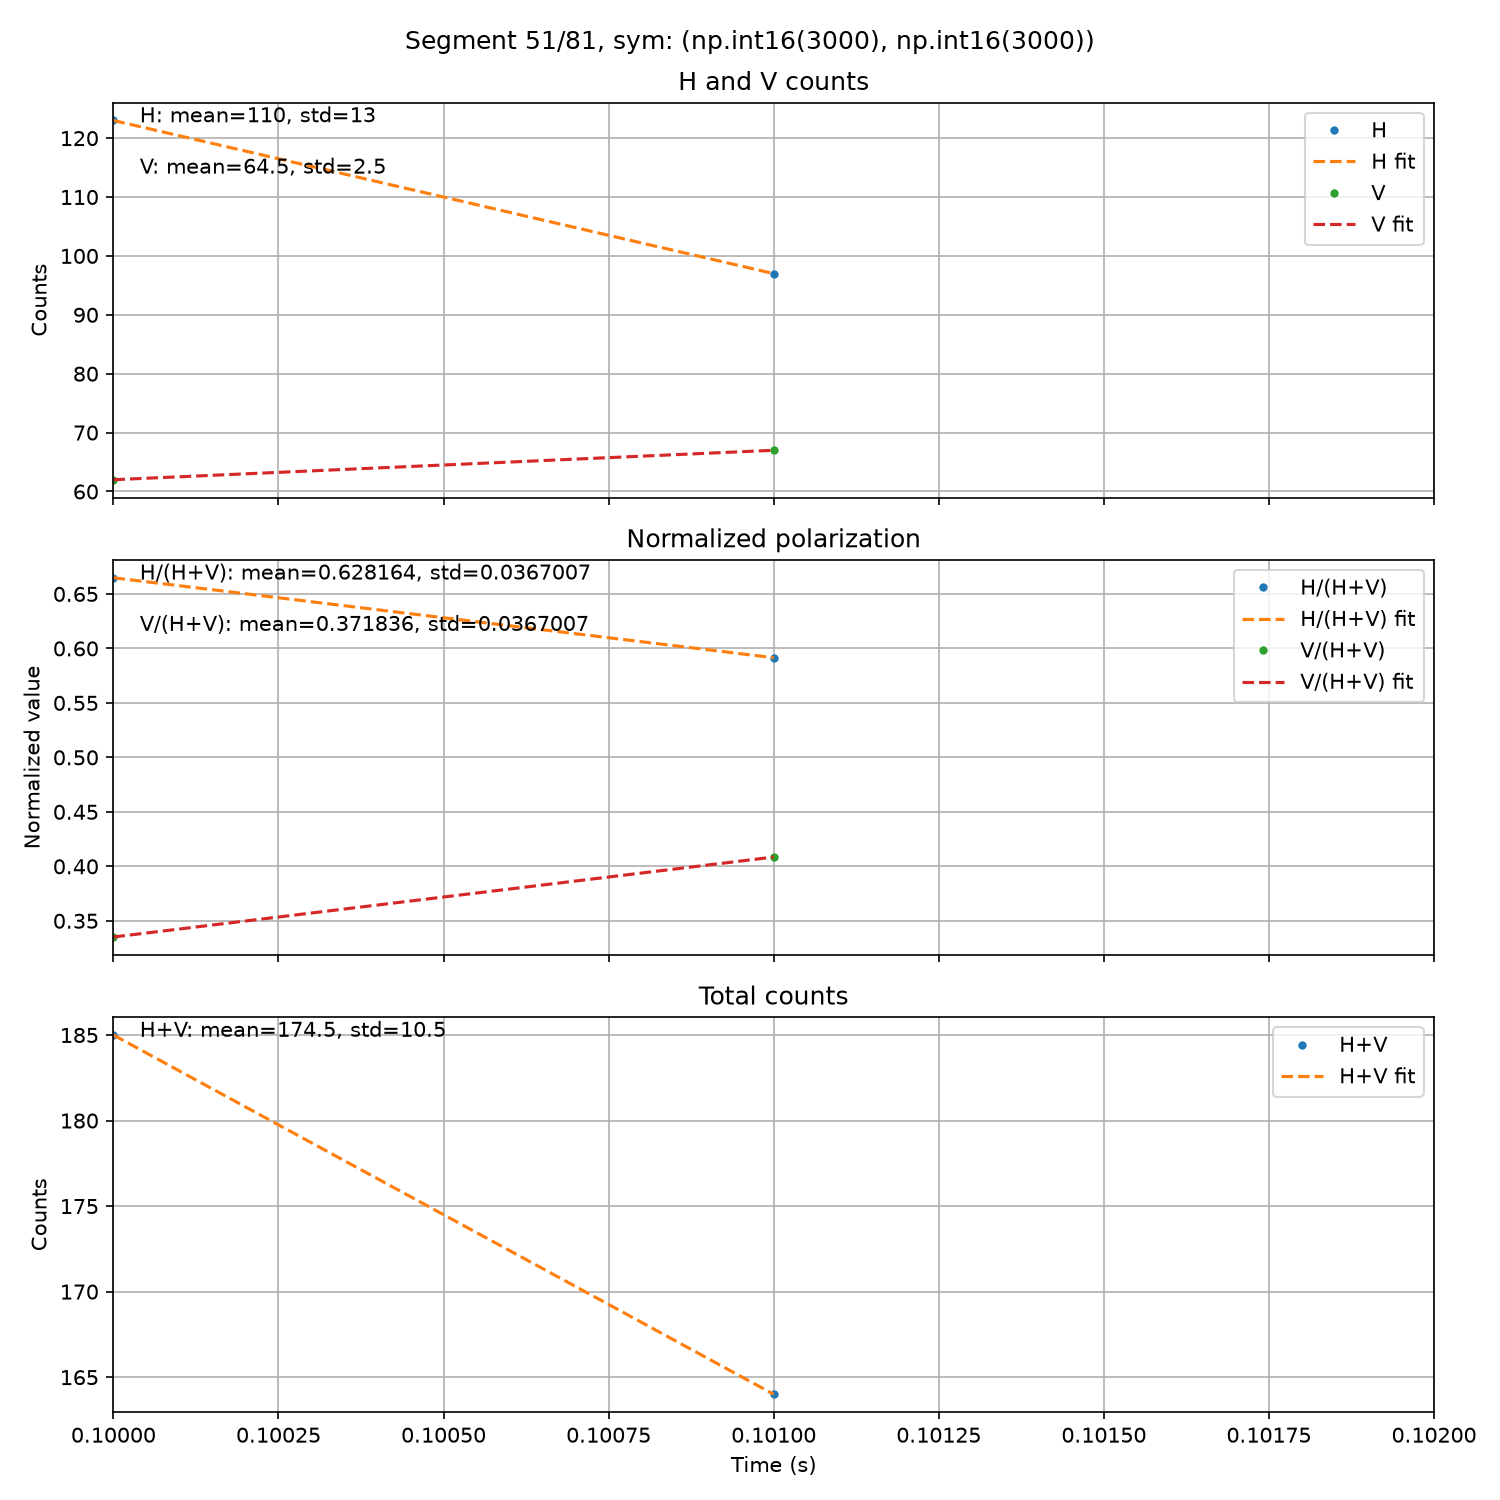 Segment 51/81, sym: (np.int16(3000), np.int16(3000))
H and V counts
H: mean=110, std=13
V: mean=64.5, std=2.5
H
H fit
V
V fit
Counts
120
110
100
90
80
70
60
Normalized polarization
H/(H+V): mean=0.628164, std=0.0367007
V/(H+V): mean=0.371836, std=0.0367007
H/(H+V)
H/(H+V) fit
V/(H+V)
V/(H+V) fit
Normalized value
0.65
0.60
0.55
0.50
0.45
0.40
0.35
Total counts
H+V: mean=174.5, std=10.5
H+V
H+V fit
Counts
185
180
175
170
165
0.10000 0.10025 0.10050 0.10075 0.10100 0.10125 0.10150 0.10175 0.10200
Time (s)